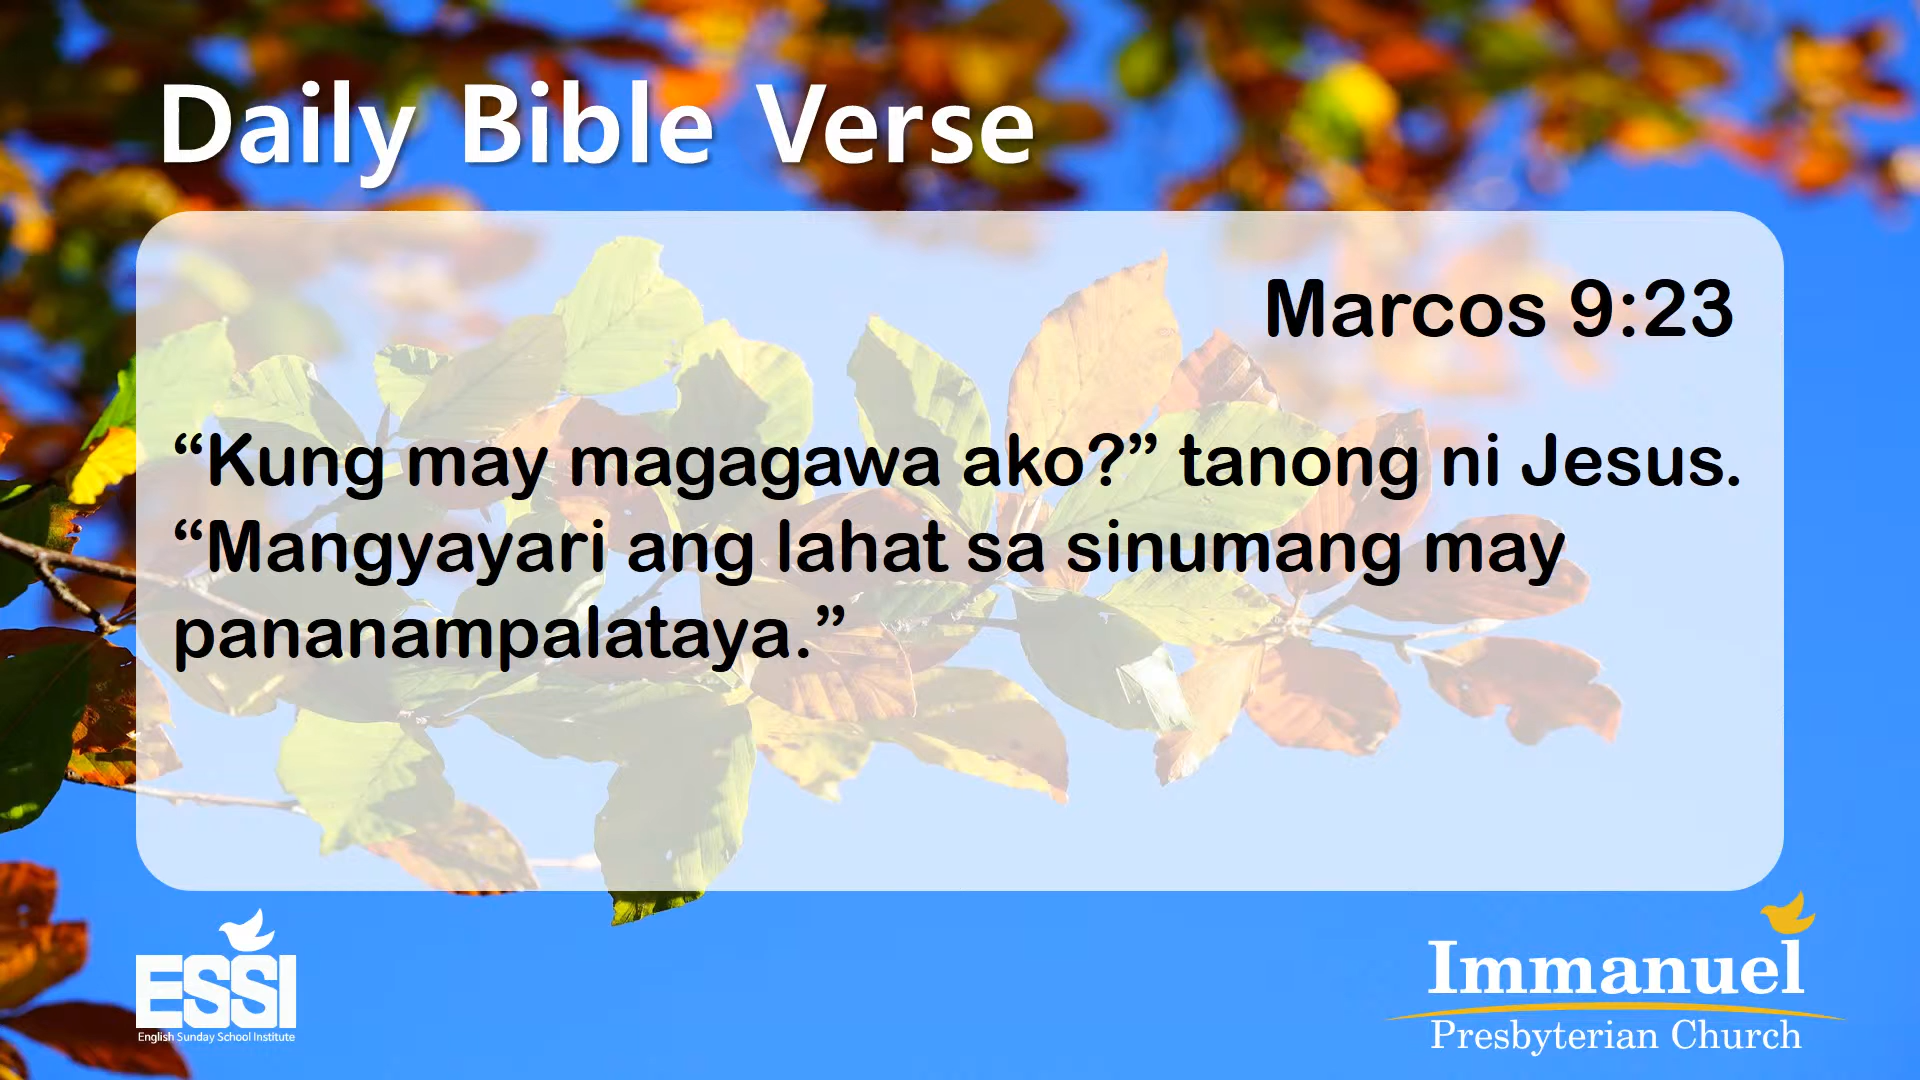 Daily Bible Verse
Marcos 9:23
“Kung may magagawa ako?” tanong ni Jesus.
“Mangyayari ang lahat sa sinumang may
pananampalataya.”
ESSI
English Sunday School Institute
Immanuel
Presbyterian Church